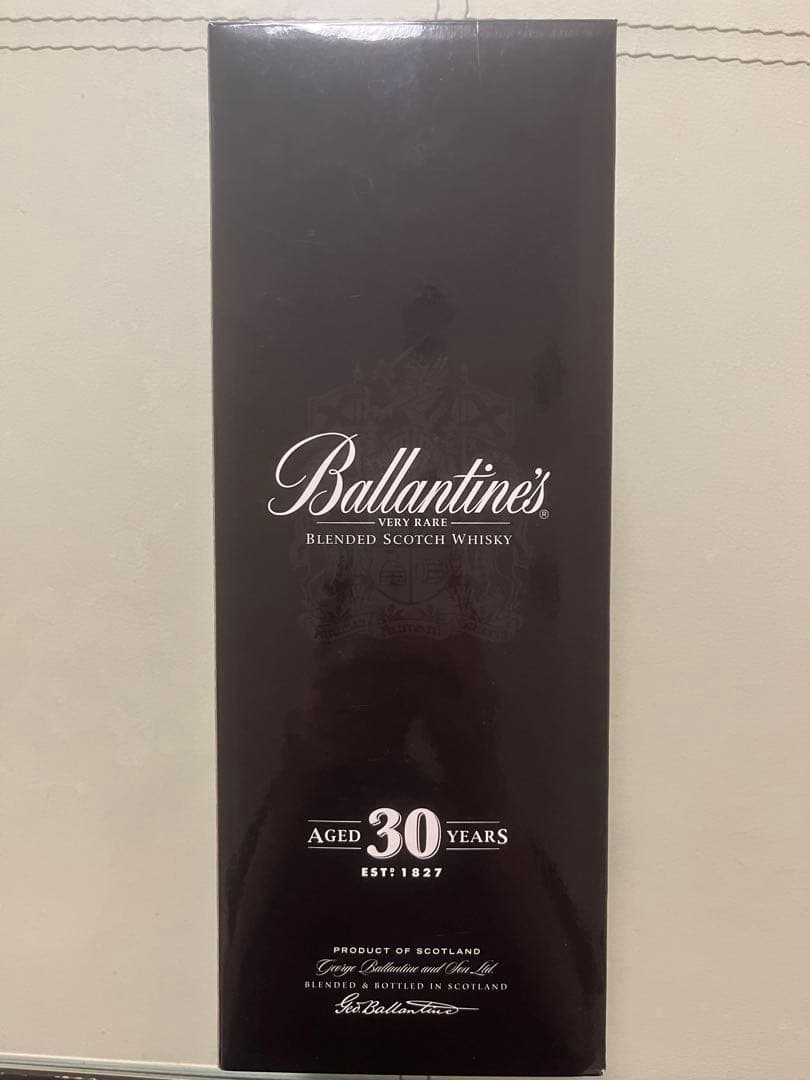 Ballantine's®
VERY RARE
BLENDED SCOTCH WHISKY
AGED 30 YEARS
ESTD. 1827
PRODUCT OF SCOTLAND
George Ballantine and Son Ltd.
BLENDED & BOTTLED IN SCOTLAND
Geo. Ballantine